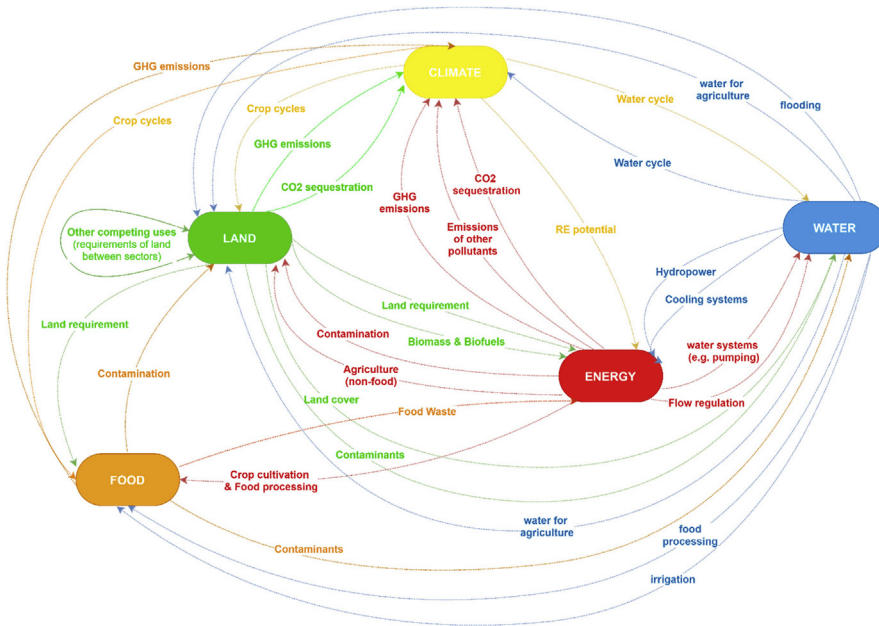 GHG emissions
CLIMATE
water for
agriculture
flooding
Water cycle
Crop cycles
GHG emissions
Water cycle
CO2
sequestration
CO2 sequestration
GHG
emissions
Other competing uses
(requirements of land
between sectors)
LAND
Emissions
of other
pollutants
RE potential
WATER
Hydropower
Cooling systems
Land requirement
Land requirement
Contamination
Biomass & Biofuels
water systems
(e.g. pumping)
Contamination
Agriculture
(non-food)
ENERGY
Land cover
Food Waste
Flow regulation
Contaminants
FOOD
Crop cultivation
& Food processing
water for
agriculture
food
processing
Contaminants
irrigation